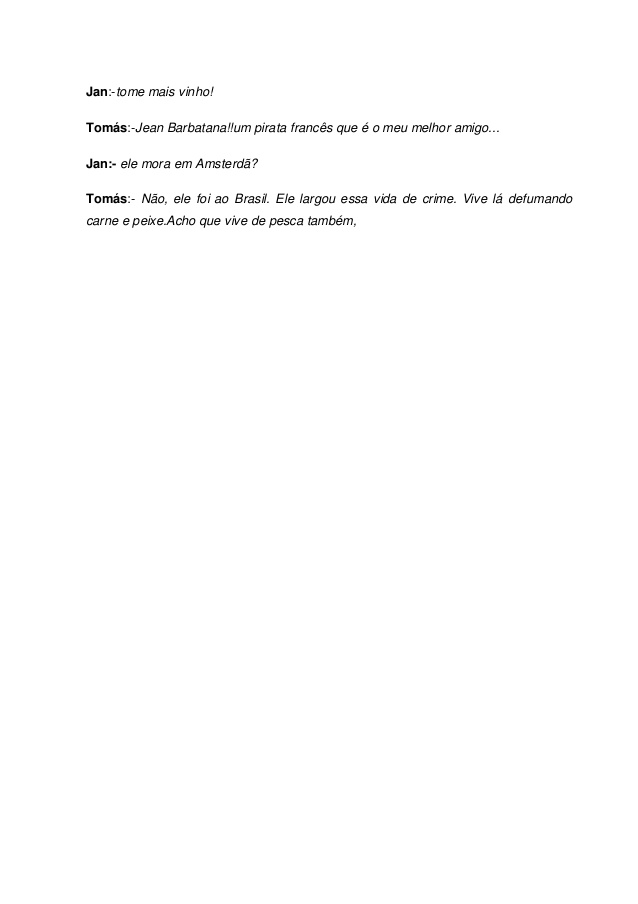 Jan:-tome mais vinho!
Tomás:-Jean Barbatana!!um pirata francês que é o meu melhor amigo...
Jan:- ele mora em Amsterdã?
Tomás:- Não, ele foi ao Brasil. Ele largou essa vida de crime. Vive lá defumando
carne e peixe.Acho que vive de pesca também,